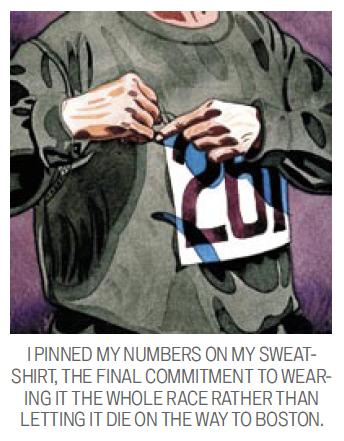 201
I PINNED MY NUMBERS ON MY SWEAT-
SHIRT, THE FINAL COMMITMENT TO WEAR-
ING IT THE WHOLE RACE RATHER THAN
LETTING IT DIE ON THE WAY TO BOSTON.